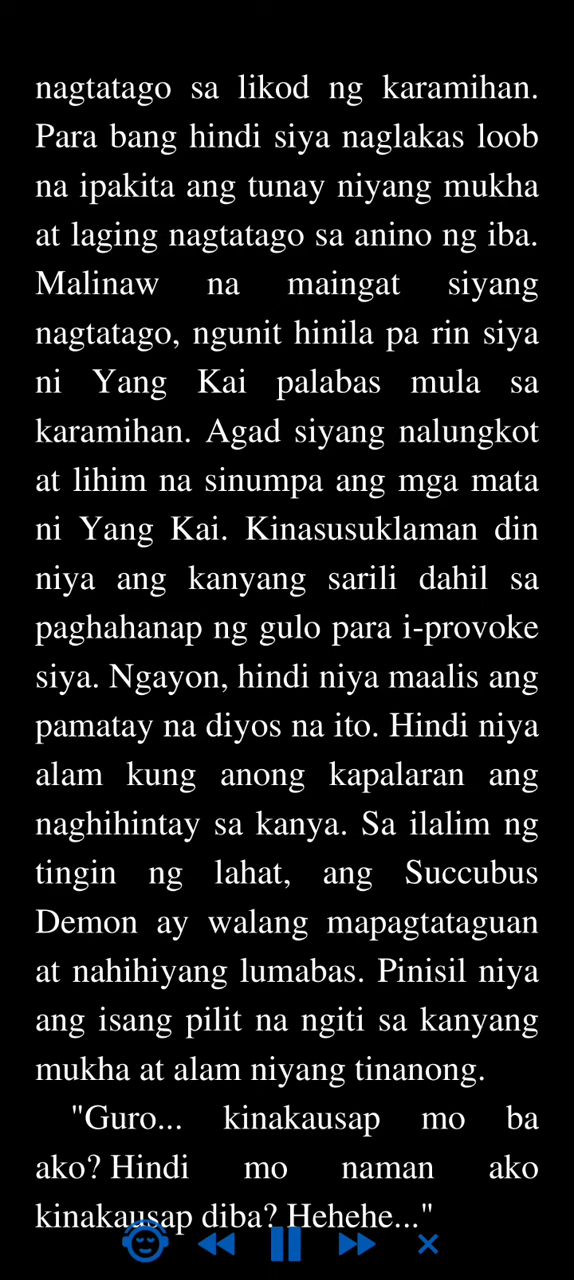 nagtatago sa likod ng karamihan.
Para bang hindi siya naglakas loob
na ipakita ang tunay niyang mukha
at laging nagtatago sa anino ng iba.
Malinaw na maingat siyang
nagtatago, ngunit hinila pa rin siya
ni Yang Kai palabas mula sa
karamihan. Agad siyang nalungkot
at lihim na sinumpa ang mga mata
ni Yang Kai. Kinasusuklaman din
niya ang kanyang sarili dahil sa
paghahanap ng gulo para i-provoke
siya. Ngayon, hindi niya maalis ang
pamatay na diyos na ito. Hindi niya
alam kung anong kapalaran ang
naghihintay sa kanya. Sa ilalim ng
tingin ng lahat, ang Succubus
Demon ay walang mapagtataguan
at nahihiyang lumabas. Pinisil niya
ang isang pilit na ngiti sa kanyang
mukha at alam niyang tinanong.
"Guro... kinakausap mo ba
ako? Hindi mo naman ako
kinakausap diba? Hehehe..."